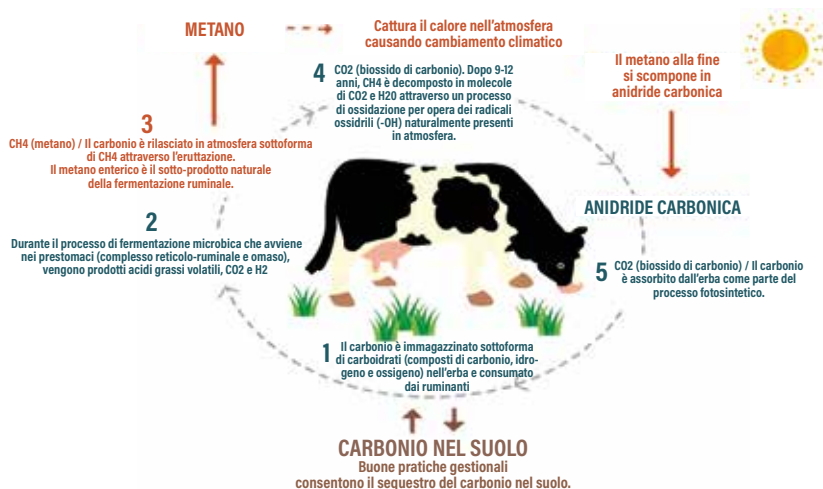 METANO
Cattura il calore nell'atmosfera
causando cambiamento climatico
4
CO2 (biossido di carbonio). Dopo 9-12
anni, CH4 è decomposto in molecole
di CO2 e H20 attraverso un processo
di ossidazione per opera dei radicali
ossidrili (-OH) naturalmente presenti
in atmosfera.
Il metano alla fine
si scompone in
anidride carbonica
3
CH4 (metano) / Il carbonio è rilasciato in atmosfera sottoforma
di CH4 attraverso l'eruttazione.
Il metano enterico è il sotto-prodotto naturale
della fermentazione ruminale.
ANIDRIDE CARBONICA
2
Durante il processo di fermentazione microbica che avviene
nei prestomaci (complesso reticolo-ruminale e omaso),
vengono prodotti acidi grassi volatili, CO2 e H2
5 CO2 (biossido di carbonio) / Il carbonio
è assorbito dall'erba come parte del
processo fotosintetico.
1
Il carbonio è immagazzinato sottoforma
di carboidrati (composti di carbonio, idro-
geno e ossigeno) nell'erba e consumato
dai ruminanti
CARBONIO NEL SUOLO
Buone pratiche gestionali
consentono il sequestro del carbonio nel suolo.